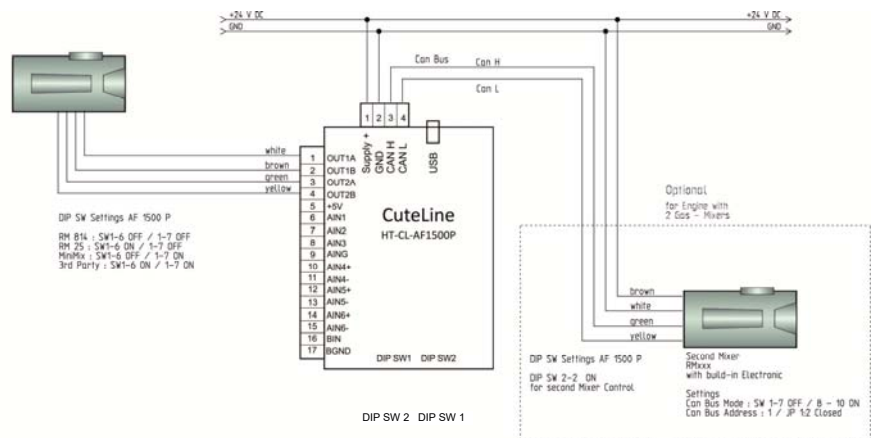 +24 V DC
GND
+24 V DC
GND
Can Bus
Can H
Can L
1 2 3 4
Supply +
GND
CAN H
CAN L
USB
white
brown
green
yellow
1 OUT1A
2 OUT1B
3 OUT2A
4 OUT2B
5 +5V
6 AIN1
7 AIN2
8 AIN3
9 AING
10 AIN4+
11 AIN4-
12 AIN5+
13 AIN5-
14 AIN6+
15 AIN6-
16 BIN
17 BGND
CuteLine
HT-CL-AF1500P
DIP SW1 DIP SW2
DIP SW 2 DIP SW 1
DIP SW Settings AF 1500 P
RM 814 : SW1-6 OFF / 1-7 OFF
RM 25 : SW1-6 ON / 1-7 OFF
MiniMix : SW1-6 OFF / 1-7 ON
3rd Party : SW1-6 ON / 1-7 ON
Optional
for Engine with
2 Gas - Mixers
brown
white
green
yellow
DIP SW Settings AF 1500 P
DIP SW 2-2 ON
for second Mixer Control
Second Mixer
RMxxx
with build-in Electronic
Settings
Can Bus Mode : SW 1-7 OFF / 8 - 10 ON
Can Bus Address : 1 / JP 1:2 Closed